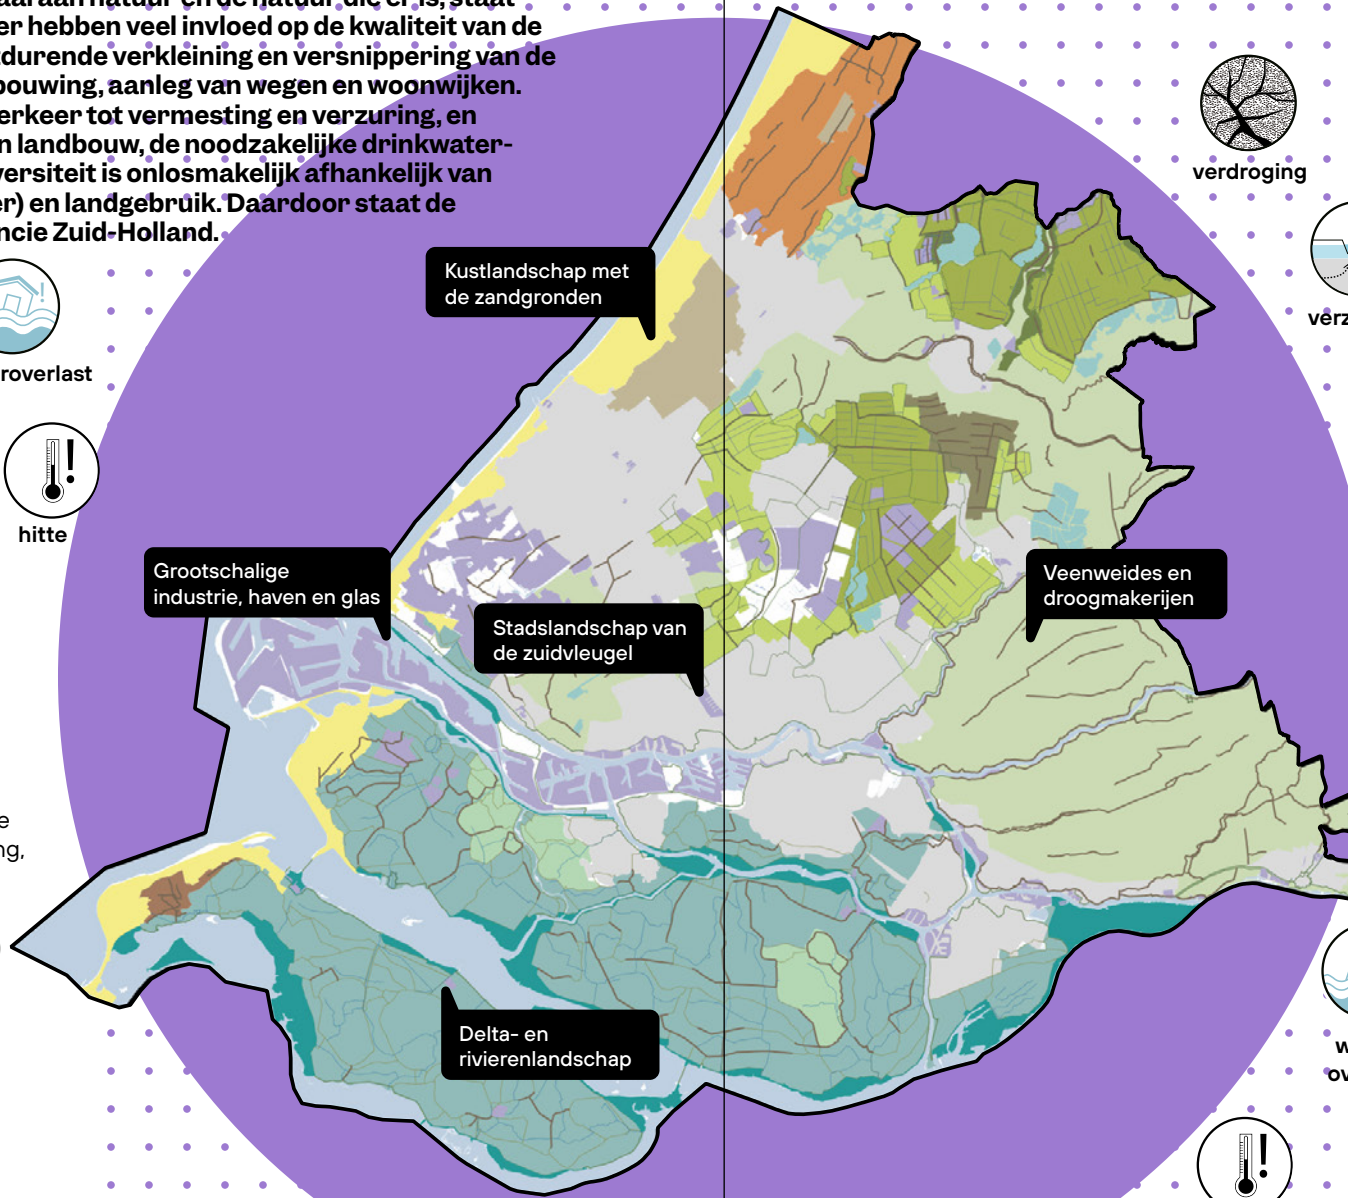 er hebben veel invloed op de kwaliteit van de
durende verkleining en versnippering van de
bouwing, aanleg van wegen en woonwijken.
erkeer tot vermesting en verzuring, en
n landbouw, de noodzakelijke drinkwater-
versiteit is onlosmakelijk afhankelijk van
er) en landgebruik. Daardoor staat de
ncie Zuid-Holland.
verdroging
Kustlandschap met
de zandgronden
verz
roverlast
hitte
Grootschalige
industrie, haven en glas
Stadslandschap van
de zuidvleugel
Veenweides en
droogmakerijen
e
ng,
Delta- en
rivierenlandschap
w
ov